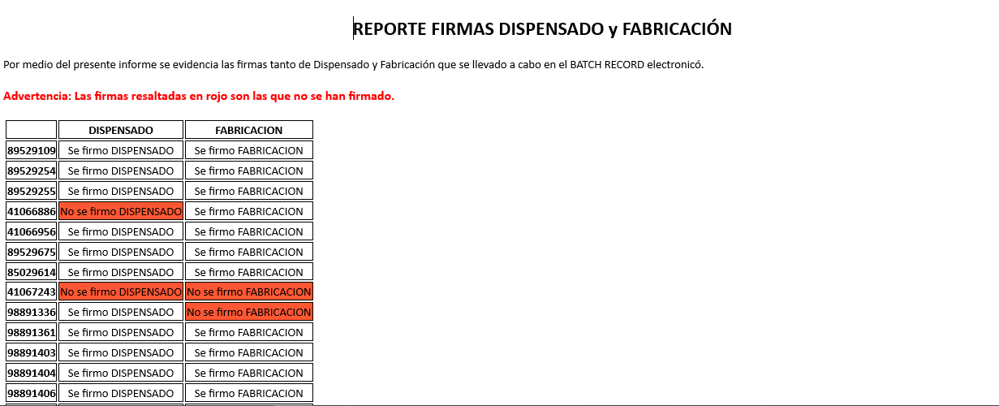 REPORTE FIRMAS DISPENSADO y FABRICACIÓN
Por medio del presente informe se evidencia las firmas tanto de Dispensado y Fabricación que se llevado a cabo en el BATCH RECORD electronicó.
Advertencia: Las firmas resaltadas en rojo son las que no se han firmado.
DISPENSADO FABRICACION
89529109 Se firmo DISPENSADO Se firmo FABRICACION
89529254 Se firmo DISPENSADO Se firmo FABRICACION
89529255 Se firmo DISPENSADO Se firmo FABRICACION
41066886 No se firmo DISPENSADO Se firmo FABRICACION
41066956 Se firmo DISPENSADO Se firmo FABRICACION
89529675 Se firmo DISPENSADO Se firmo FABRICACION
85029614 Se firmo DISPENSADO Se firmo FABRICACION
41067243 No se firmo DISPENSADO No se firmo FABRICACION
98891336 Se firmo DISPENSADO No se firmo FABRICACION
98891361 Se firmo DISPENSADO Se firmo FABRICACION
98891403 Se firmo DISPENSADO Se firmo FABRICACION
98891404 Se firmo DISPENSADO Se firmo FABRICACION
98891406 Se firmo DISPENSADO Se firmo FABRICACION